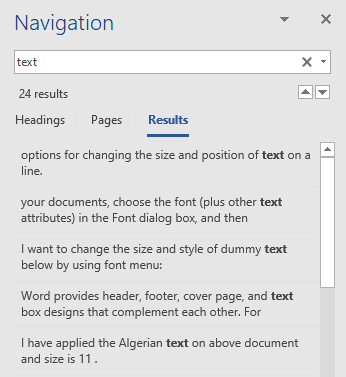 Navigation
text
24 results
Headings Pages Results
options for changing the size and position of text on a
line.
your documents, choose the font (plus other text
attributes) in the Font dialog box, and then
I want to change the size and style of dummy text
below by using font menu:
Word provides header, footer, cover page, and text
box designs that complement each other. For
I have applied the Algerian text on above document
and size is 11 .